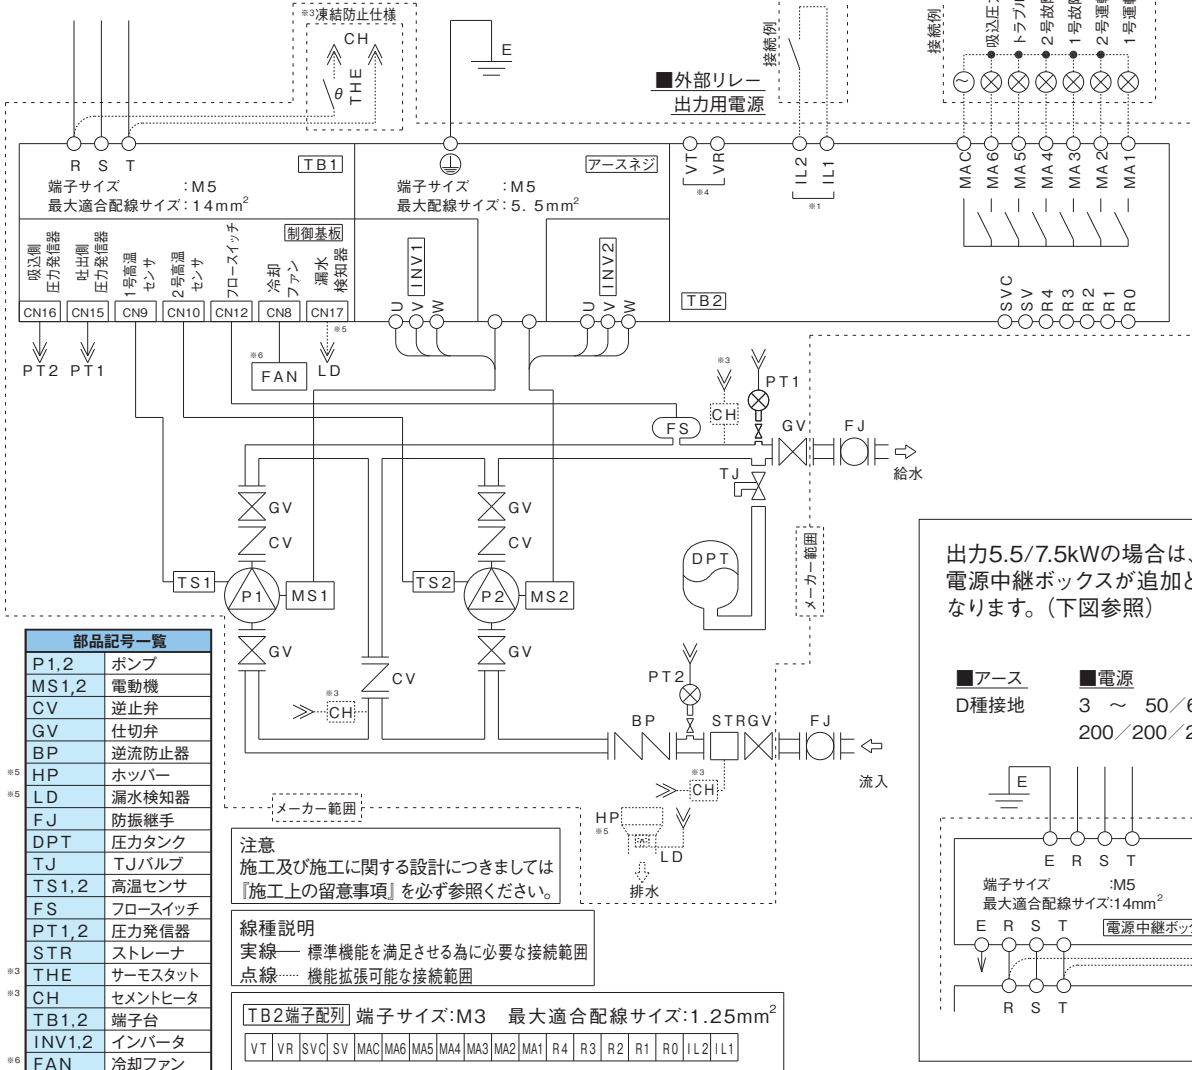 ※3凍結防止仕様
CH
THE
θ
E
■外部リレー
出力用電源
接続例
接続例
吸込圧
トラブル
2号故障
1号故障
2号運転
1号運転
R S T
TB1
端子サイズ :M5
最大適合配線サイズ:14mm²
アースネジ
端子サイズ :M5
最大配線サイズ:5. 5mm²
VT
VR
※4
IL2
IL1
※1
MAC
MA6
MA5
MA4
MA3
MA2
MA1
制御基板
吸込側
圧力発信器
吐出側
圧力発信器
1号高温
センサ
2号高温
センサ
フロースイッチ
冷却
ファン
漏水
検知器
CN16
CN15
CN9
CN10
CN12
CN8
CN17
※5
INV1
U
V
W
INV2
U
V
W
TB2
SVC
SV
R4
R3
R2
R1
R0
PT2
PT1
※6
FAN
LD
※3
CH
PT1
FS
GV
FJ
給水
TJ
GV
CV
GV
CV
DPT
メーカー範囲
TS1
P1
MS1
TS2
P2
MS2
GV
GV
CV
※3
CH
PT2
BP
STR
GV
FJ
流入
※3
CH
メーカー範囲
HP
※5
LD
排水
部品記号一覧
P1,2 ポンプ
MS1,2 電動機
CV 逆止弁
GV 仕切弁
BP 逆流防止器
※5 HP ホッパー
※5 LD 漏水検知器
FJ 防振継手
DPT 圧力タンク
TJ TJバルブ
TS1,2 高温センサ
FS フロースイッチ
PT1,2 圧力発信器
STR ストレーナ
※3 THE サーモスタット
※3 CH セメントヒータ
TB1,2 端子台
INV1,2 インバータ
※6 FAN 冷却ファン
注意
施工及び施工に関する設計につきましては
『施工上の留意事項』を必ず参照ください。
線種説明
実線── 標準機能を満足させる為に必要な接続範囲
点線┈┈ 機能拡張可能な接続範囲
TB2端子配列 端子サイズ:M3 最大適合配線サイズ:1.25mm²
VT VR SVC SV MAC MA6 MA5 MA4 MA3 MA2 MA1 R4 R3 R2 R1 R0 IL2 IL1
出力5.5/7.5kWの場合は、
電源中継ボックスが追加と
なります。(下図参照)
■アース
D種接地
■電源
3 ～ 50/6
200/200/2
E
E R S T
端子サイズ :M5
最大適合配線サイズ:14mm²
E R S T
電源中継ボッ
R S T